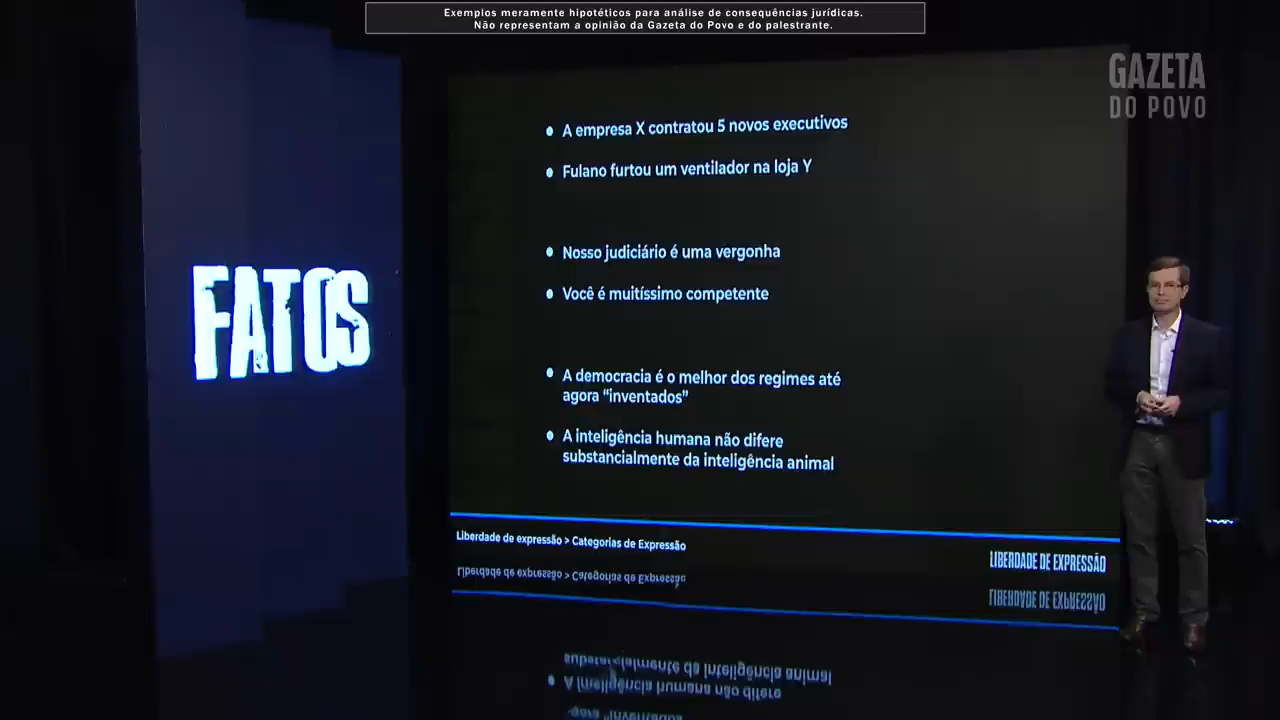 Exemplos meramente hipotéticos para análise de consequências jurídicas.
Não representam a opinião da Gazeta do Povo e do palestrante.
GAZETA
DO POVO
FATOS
• A empresa X contratou 5 novos executivos
• Fulano furtou um ventilador na loja Y
• Nosso judiciário é uma vergonha
• Você é muitíssimo competente
• A democracia é o melhor dos regimes até
agora “inventados”
• A inteligência humana não difere
substancialmente da inteligência animal
Liberdade de expressão > Categorias de Expressão
LIBERDADE DE EXPRESSÃO